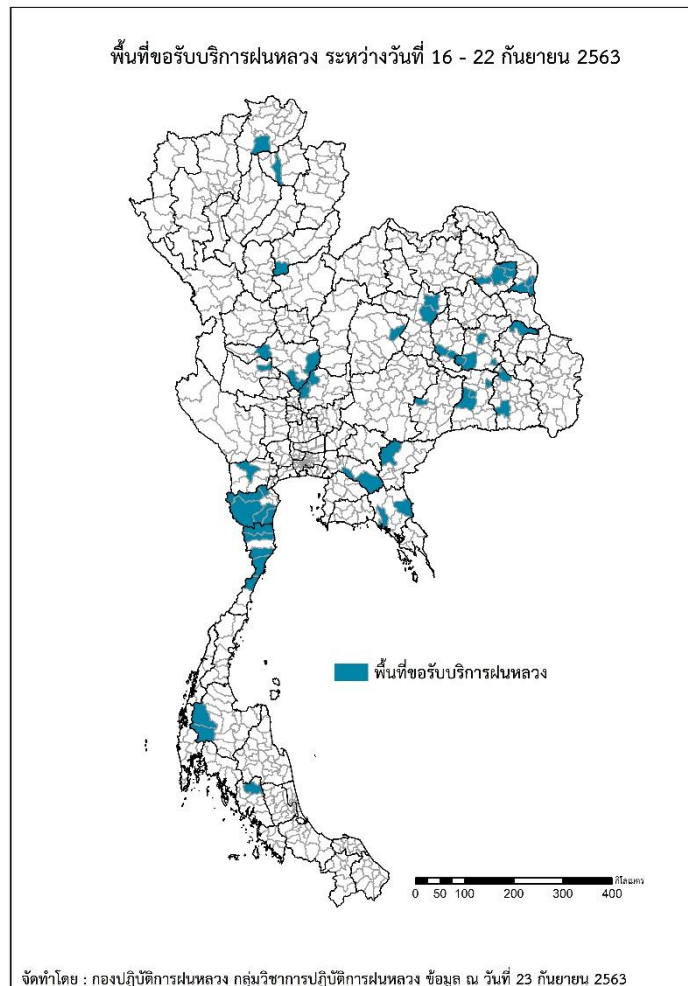 พื้นที่ขอรับบริการฝนหลวง ระหว่างวันที่ 16 - 22 กันยายน 2563
พื้นที่ขอรับบริการฝนหลวง
กิโลเมตร
0 50 100 200 300 400
จัดทำโดย : กองปฏิบัติการฝนหลวง กลุ่มวิชาการปฏิบัติการฝนหลวง ข้อมูล ณ วันที่ 23 กันยายน 2563